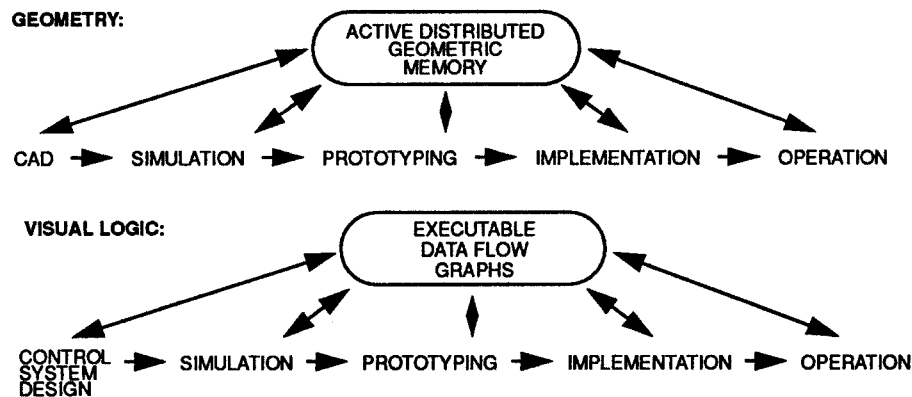 GEOMETRY:
ACTIVE DISTRIBUTED
GEOMETRIC
MEMORY
CAD SIMULATION PROTOTYPING IMPLEMENTATION OPERATION
VISUAL LOGIC:
EXECUTABLE
DATA FLOW
GRAPHS
CONTROL SIMULATION PROTOTYPING IMPLEMENTATION OPERATION
SYSTEM
DESIGN